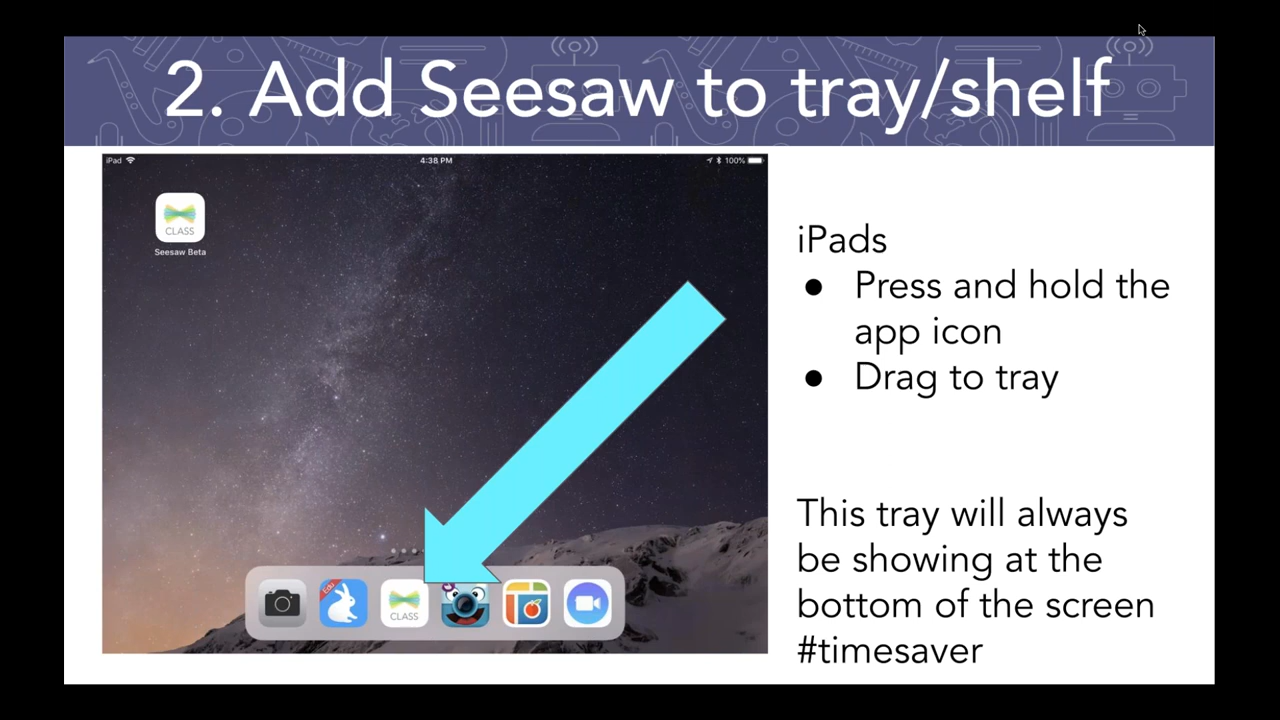 2. Add Seesaw to tray/shelf
iPad
4:38 PM
100%
CLASS
Seesaw Beta
Edu
CLASS
iPads
● Press and hold the
app icon
● Drag to tray
This tray will always
be showing at the
bottom of the screen
#timesaver